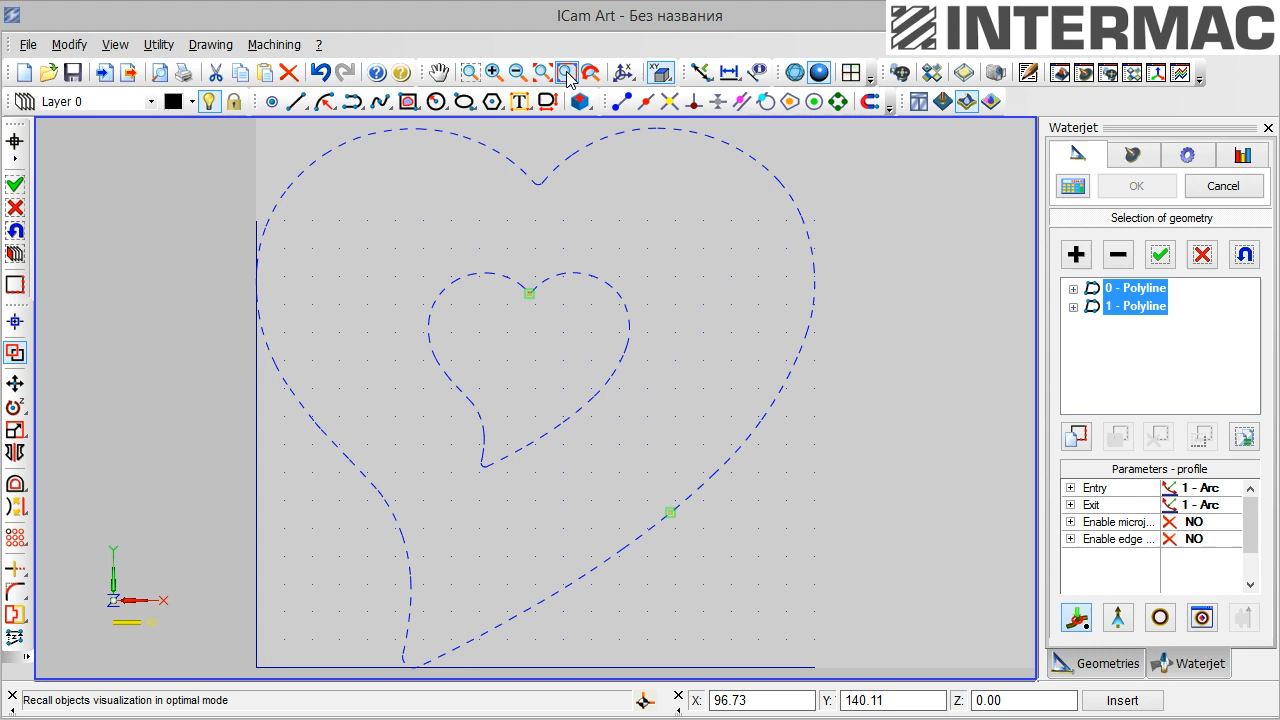 ICam Art - Без названия
INTERMAC
File Modify View Utility Drawing Machining ?
Layer 0
Waterjet
OK Cancel
Selection of geometry
0 - Polyline
1 - Polyline
Parameters - profile
Entry 1 - Arc
Exit 1 - Arc
Enable microj... NO
Enable edge ... NO
Y
X
Geometries Waterjet
Recall objects visualization in optimal mode X: 96.73 Y: 140.11 Z: 0.00 Insert